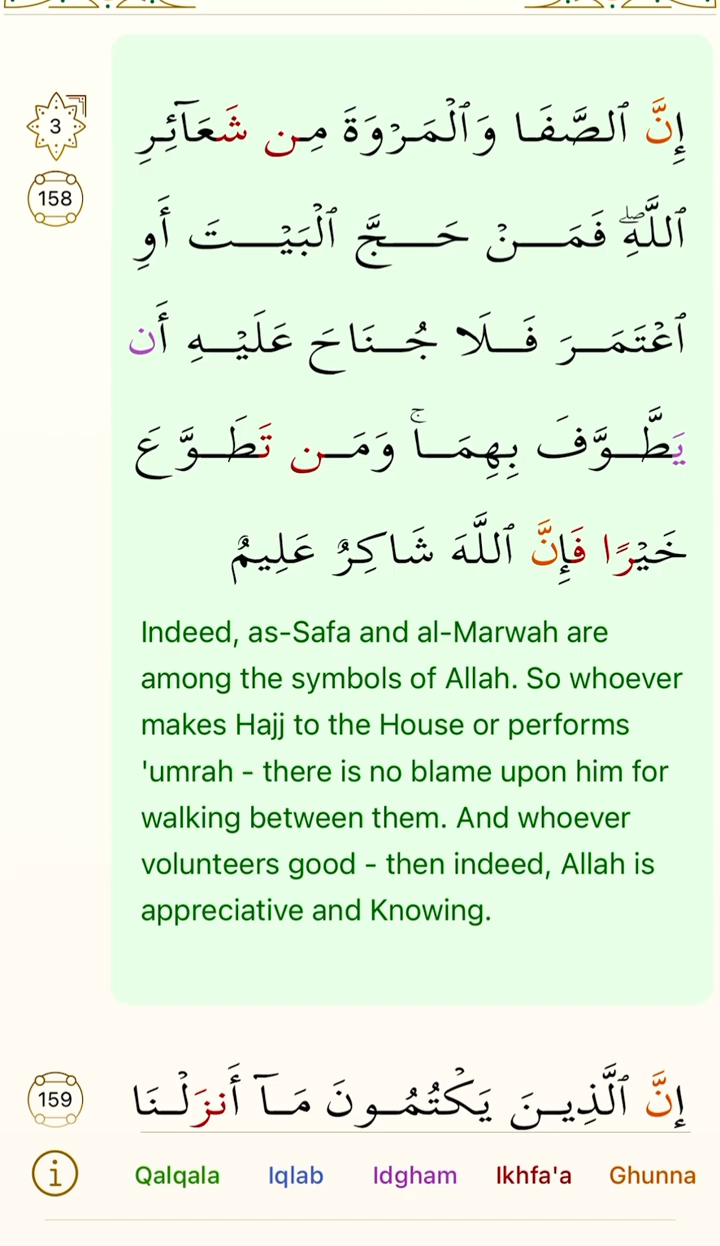 3
158
إِنَّ ٱلصَّفَا وَٱلْمَرْوَةَ مِن شَعَآئِرِ
ٱللَّهِۖ فَمَنْ حَجَّ ٱلْبَيْتَ أَوِ
ٱعْتَمَرَ فَلَا جُنَاحَ عَلَيْهِ أَن
يَطَّوَّفَ بِهِمَاۚ وَمَن تَطَوَّعَ
خَيْرًا فَإِنَّ ٱللَّهَ شَاكِرٌ عَلِيمٌ
Indeed, as-Safa and al-Marwah are
among the symbols of Allah. So whoever
makes Hajj to the House or performs
'umrah - there is no blame upon him for
walking between them. And whoever
volunteers good - then indeed, Allah is
appreciative and Knowing.
159
إِنَّ ٱلَّذِينَ يَكْتُمُونَ مَآ أَنزَلْنَا
i Qalqala Iqlab Idgham Ikhfa'a Ghunna